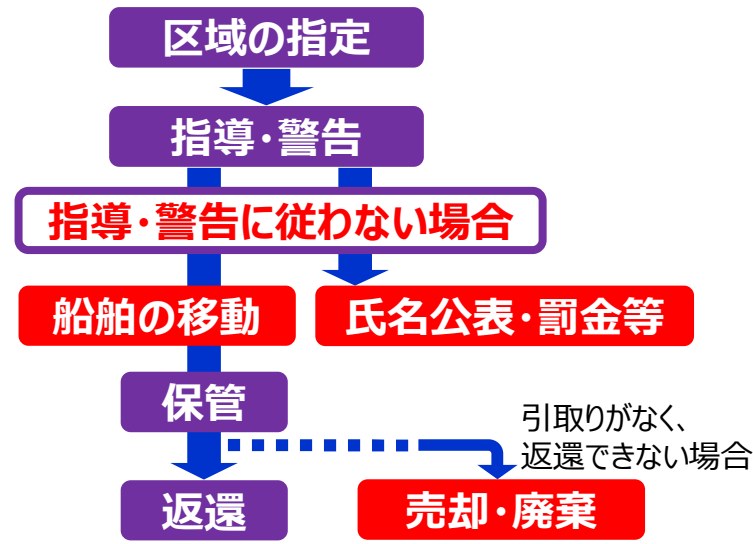 区域の指定
指導・警告
指導・警告に従わない場合
船舶の移動
氏名公表・罰金等
保管
引取りがなく、
返還できない場合
返還
売却・廃棄